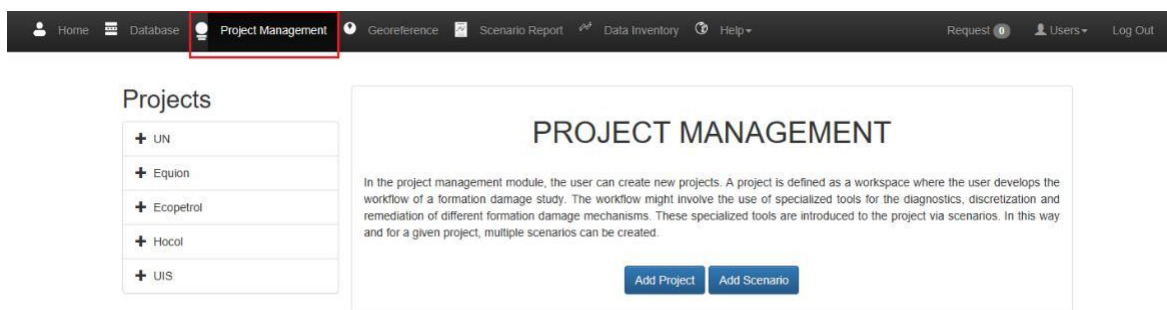 Home Database Project Management Georeference Scenario Report Data Inventory Help Request 0 Users Log Out
Projects
UN
Equion
Ecopetrol
Hocol
UIS
PROJECT MANAGEMENT
In the project management module, the user can create new projects. A project is defined as a workspace where the user develops the
workflow of a formation damage study. The workflow might involve the use of specialized tools for the diagnostics, discretization and
remediation of different formation damage mechanisms. These specialized tools are introduced to the project via scenarios. In this way
and for a given project, multiple scenarios can be created.
Add Project Add Scenario